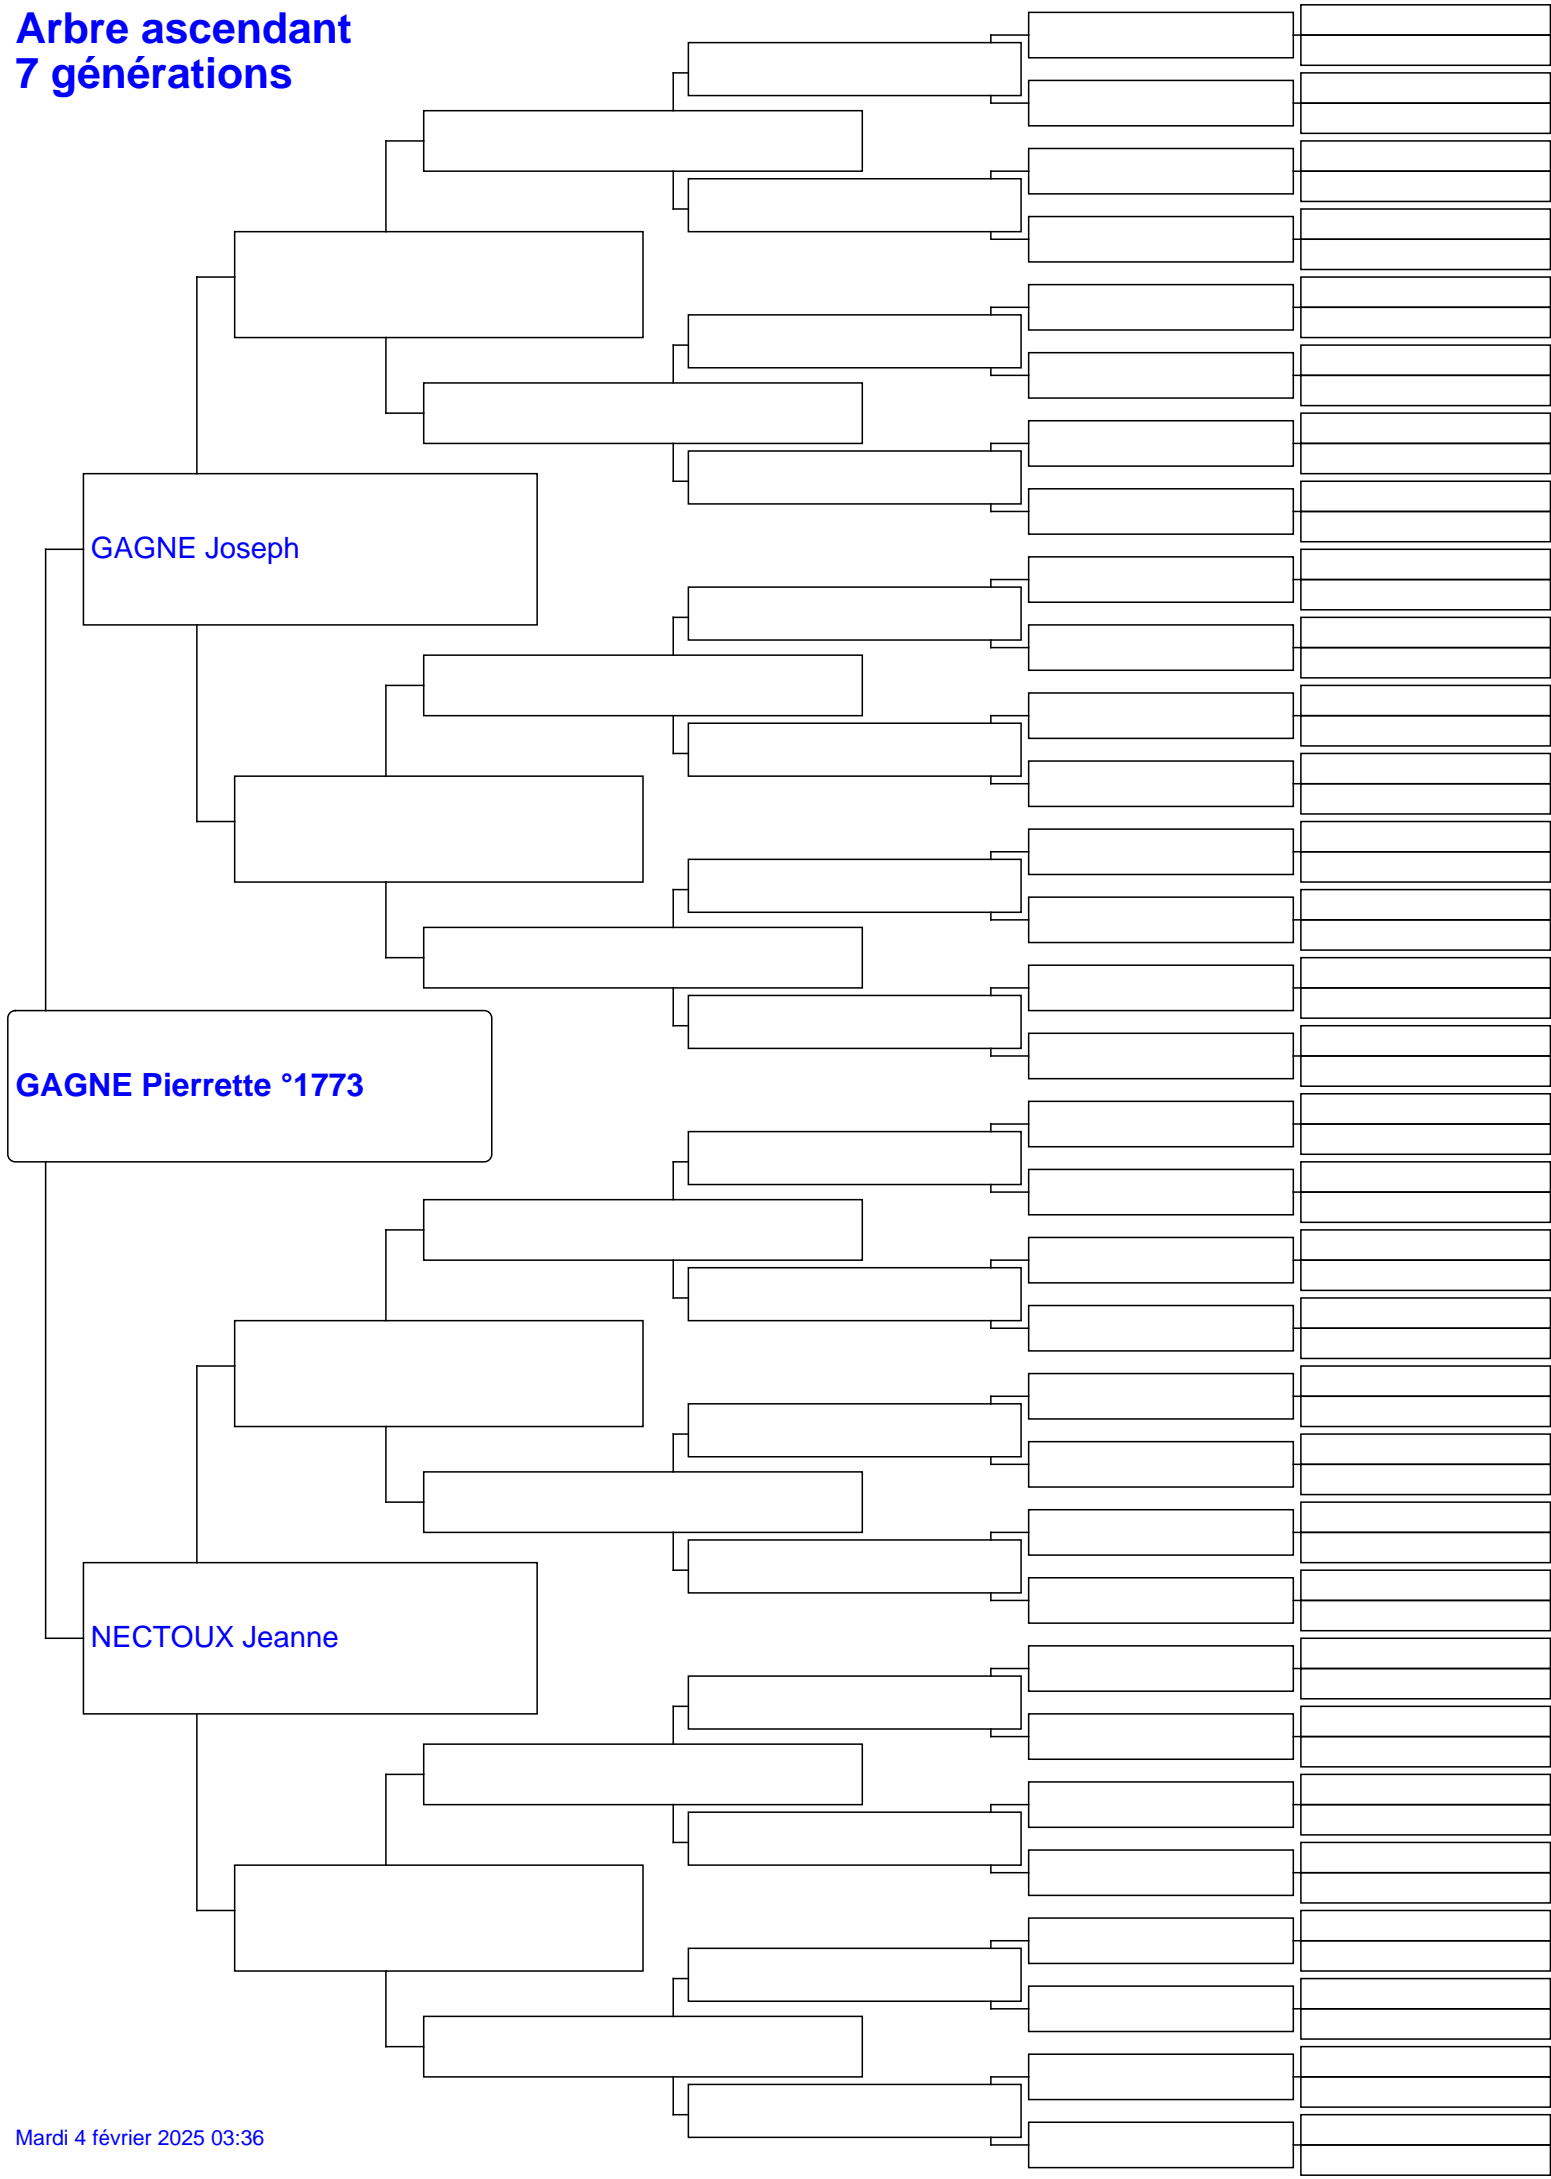 Arbre ascendant
7 générations
GAGNE Joseph
GAGNE Pierrette °1773
NECTOUX Jeanne
Mardi 4 février 2025 03:36